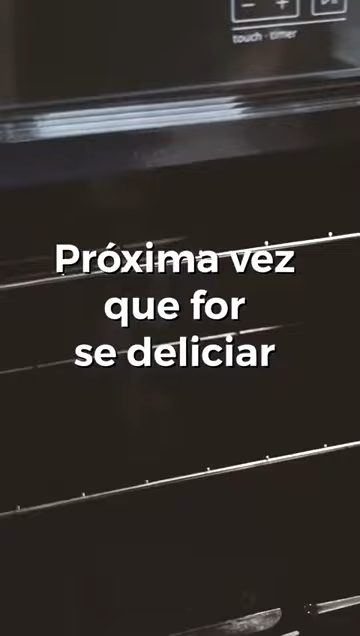 − +
touch · timer
Próxima vez
que for
se deliciar